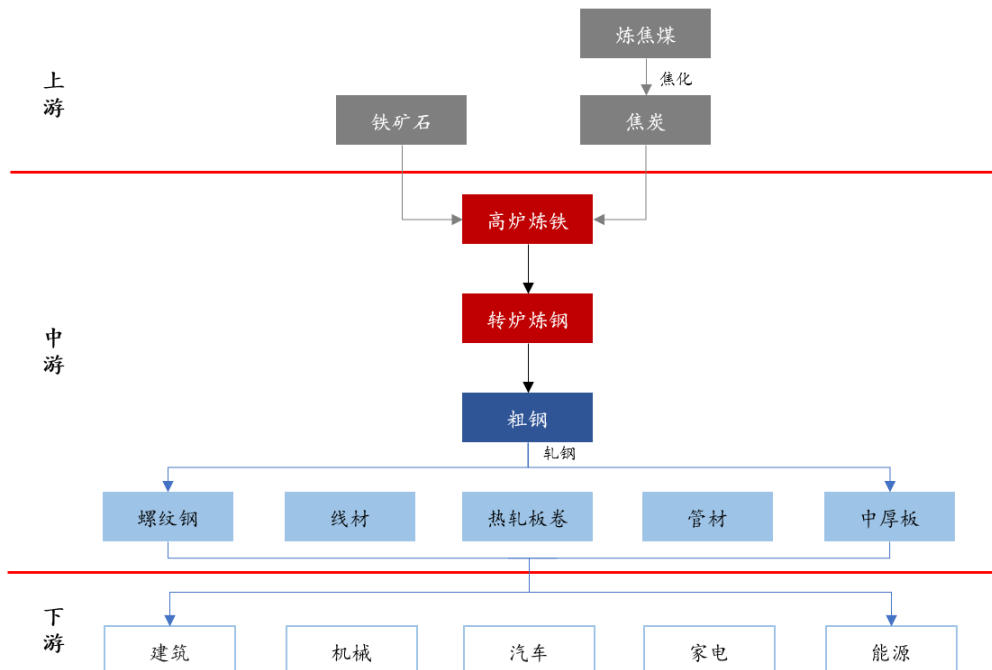 上游
炼焦煤
焦化
铁矿石
焦炭
中游
高炉炼铁
转炉炼钢
粗钢
轧钢
螺纹钢
线材
热轧板卷
管材
中厚板
下游
建筑
机械
汽车
家电
能源